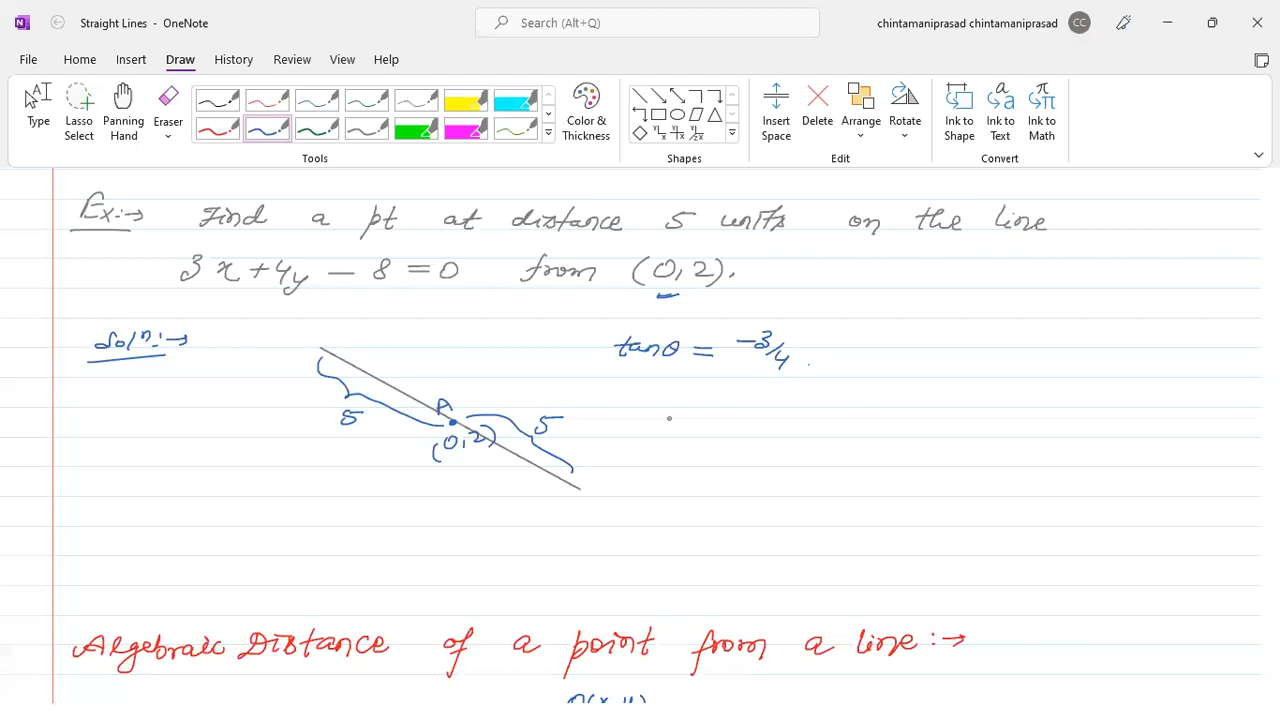 Straight Lines - OneNote
Search (Alt+Q)
chintamaniprasad chintamaniprasad CC
File Home Insert Draw History Review View Help
Type
Lasso Select
Panning Hand
Eraser
Color & Thickness
Insert Space
Delete
Arrange
Rotate
Ink to Shape
Ink to Text
Ink to Math
Tools
Shapes
Edit
Convert
Ex:→ Find a pt at distance 5 units on the line
3x+4y-8=0 from (0,2).
Soln:→
tanθ = -3/4
A
5
5
(0,2)
Algebraic Distance of a point from a line:→